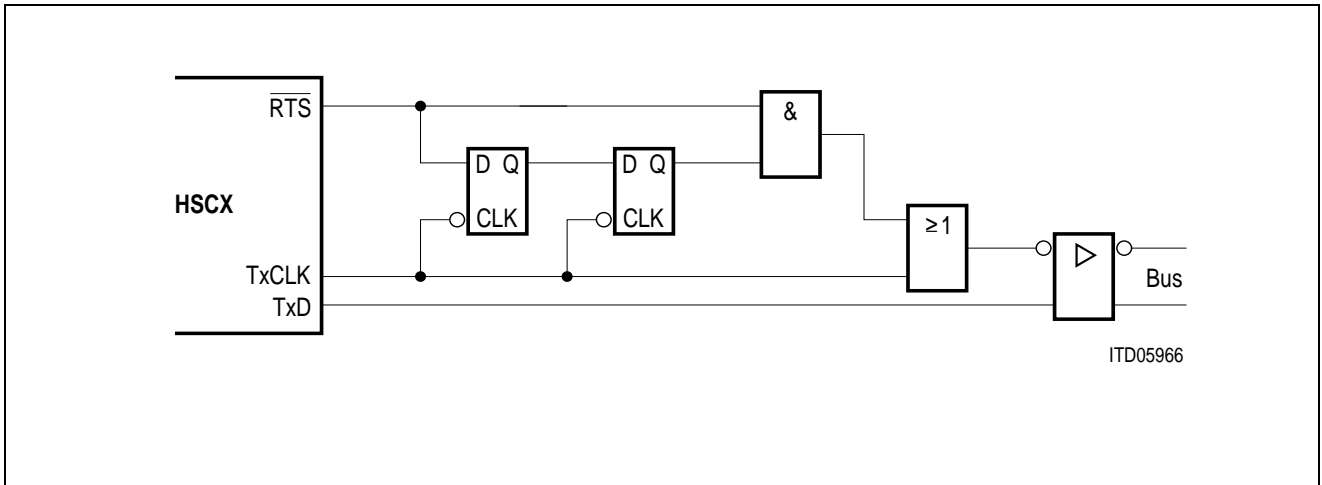 RTS
&
D Q
D Q
HSCX
CLK
CLK
≥1
TxCLK
Bus
TxD
ITD05966